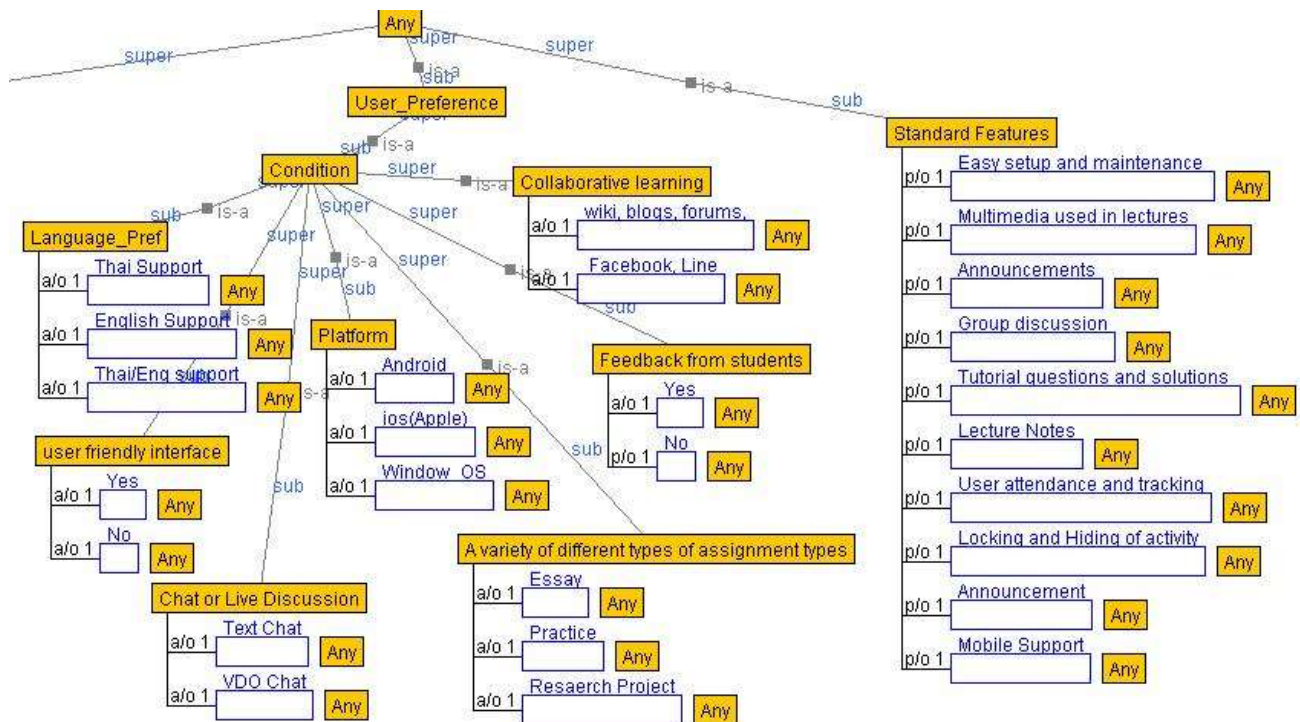 Any
super
super
super
is-a
sub
is-a
sub
User_Preference
super
sub
is-a
Condition
super
is-a
super
super
super
super
super
super
sub
is-a
Language_Pref
a/o 1 Thai Support Any
a/o 1 English Support Any
a/o 1 Thai/Eng support Any
is-a
sub
user friendly interface
a/o 1 Yes Any
a/o 1 No Any
is-a
sub
Chat or Live Discussion
a/o 1 Text Chat Any
a/o 1 VDO Chat Any
is-a
sub
Platform
a/o 1 Android Any
a/o 1 ios(Apple) Any
a/o 1 Window_OS Any
is-a
sub
A variety of different types of assignment types
a/o 1 Essay Any
a/o 1 Practice Any
a/o 1 Resaerch Project Any
Collaborative learning
a/o 1 wiki, blogs, forums, Any
a/o 1 Facebook, Line Any
is-a
sub
Feedback from students
a/o 1 Yes Any
p/o 1 No Any
Standard Features
p/o 1 Easy setup and maintenance Any
p/o 1 Multimedia used in lectures Any
p/o 1 Announcements Any
p/o 1 Group discussion Any
p/o 1 Tutorial questions and solutions Any
p/o 1 Lecture Notes Any
p/o 1 User attendance and tracking Any
p/o 1 Locking and Hiding of activity Any
p/o 1 Announcement Any
p/o 1 Mobile Support Any